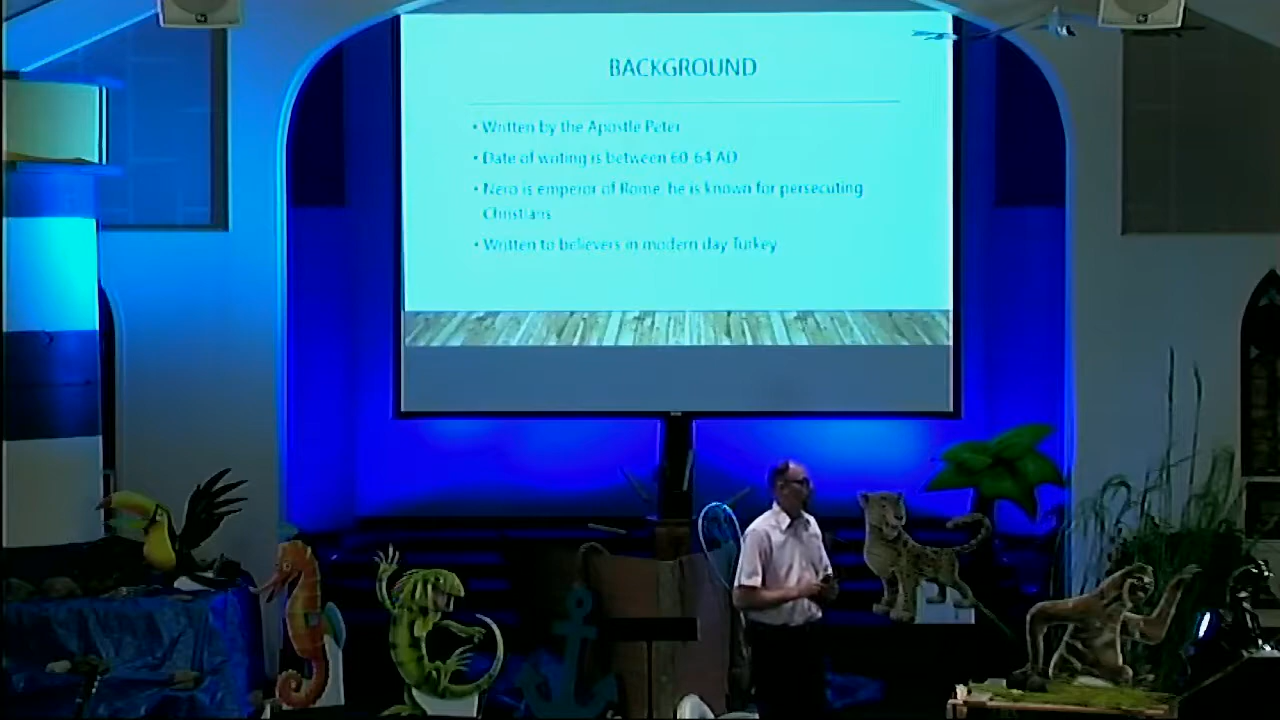 BACKGROUND
• Written by the Apostle Peter
• Date of writing is between 60-64 AD
• Nero is emperor of Rome, he is known for persecuting
Christians
• Written to believers in modern day Turkey